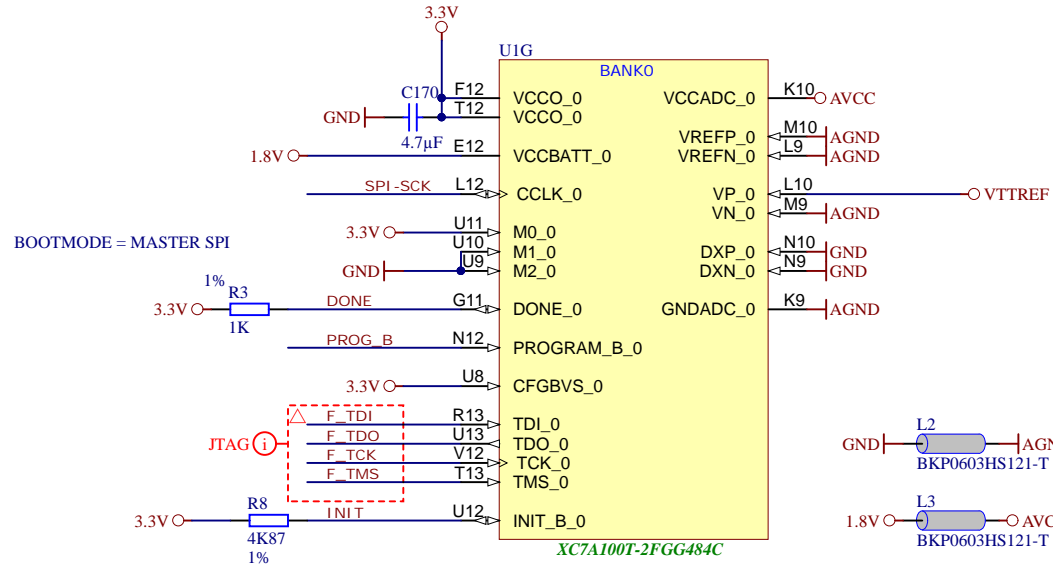 3.3V
U1G
BANK0
F12
VCCO_0
VCCADC_0
K10
AVCC
C170
T12
VCCO_0
GND
4.7µF
VREFP_0
M10
AGND
VREFN_0
L9
AGND
1.8V
E12
VCCBATT_0
SPI-SCK
L12
CCLK_0
VP_0
L10
VTTREF
VN_0
M9
AGND
3.3V
U11
M0_0
BOOTMODE = MASTER SPI
U10
M1_0
DXP_0
N10
GND
GND
U9
M2_0
DXN_0
N9
GND
1%
R3
3.3V
1K
DONE
G11
DONE_0
GNDADC_0
K9
AGND
PROG_B
N12
PROGRAM_B_0
3.3V
U8
CFGBVS_0
JTAG
i
F_TDI
R13
TDI_0
F_TDO
U13
TDO_0
F_TCK
V12
TCK_0
F_TMS
T13
TMS_0
L2
GND
AGN
BKP0603HS121-T
R8
3.3V
4K87
1%
INIT
U12
INIT_B_0
L3
1.8V
AVC
BKP0603HS121-T
XC7A100T-2FGG484C